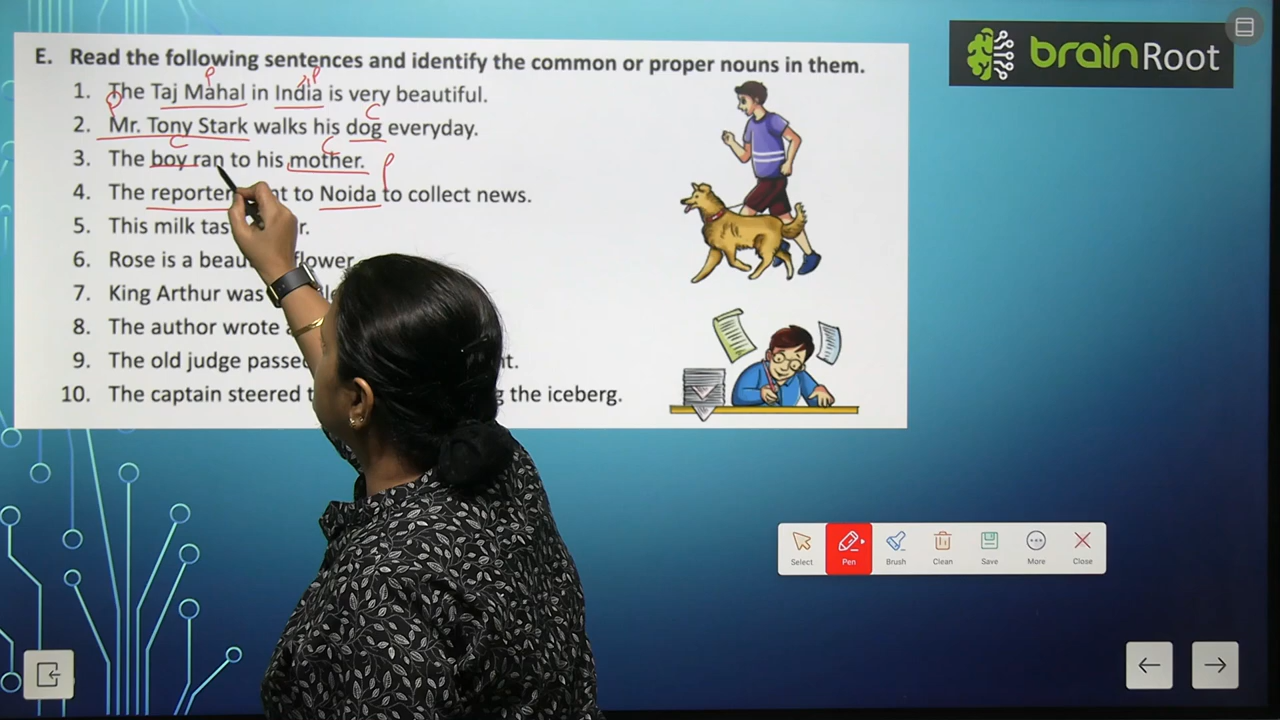 E. Read the following sentences and identify the common or proper nouns in them.
brainRoot
P P
1. The Taj Mahal in India is very beautiful.
P C
2. Mr. Tony Stark walks his dog everyday.
C C
3. The boy ran to his mother.
P
4. The reporter to Noida to collect news.
5. This milk
6. Rose is a flower.
7. King Arthur was
8. The author wrote
9. The old judge passed
10. The captain steered the iceberg.
Select Pen Brush Clean Save More Close